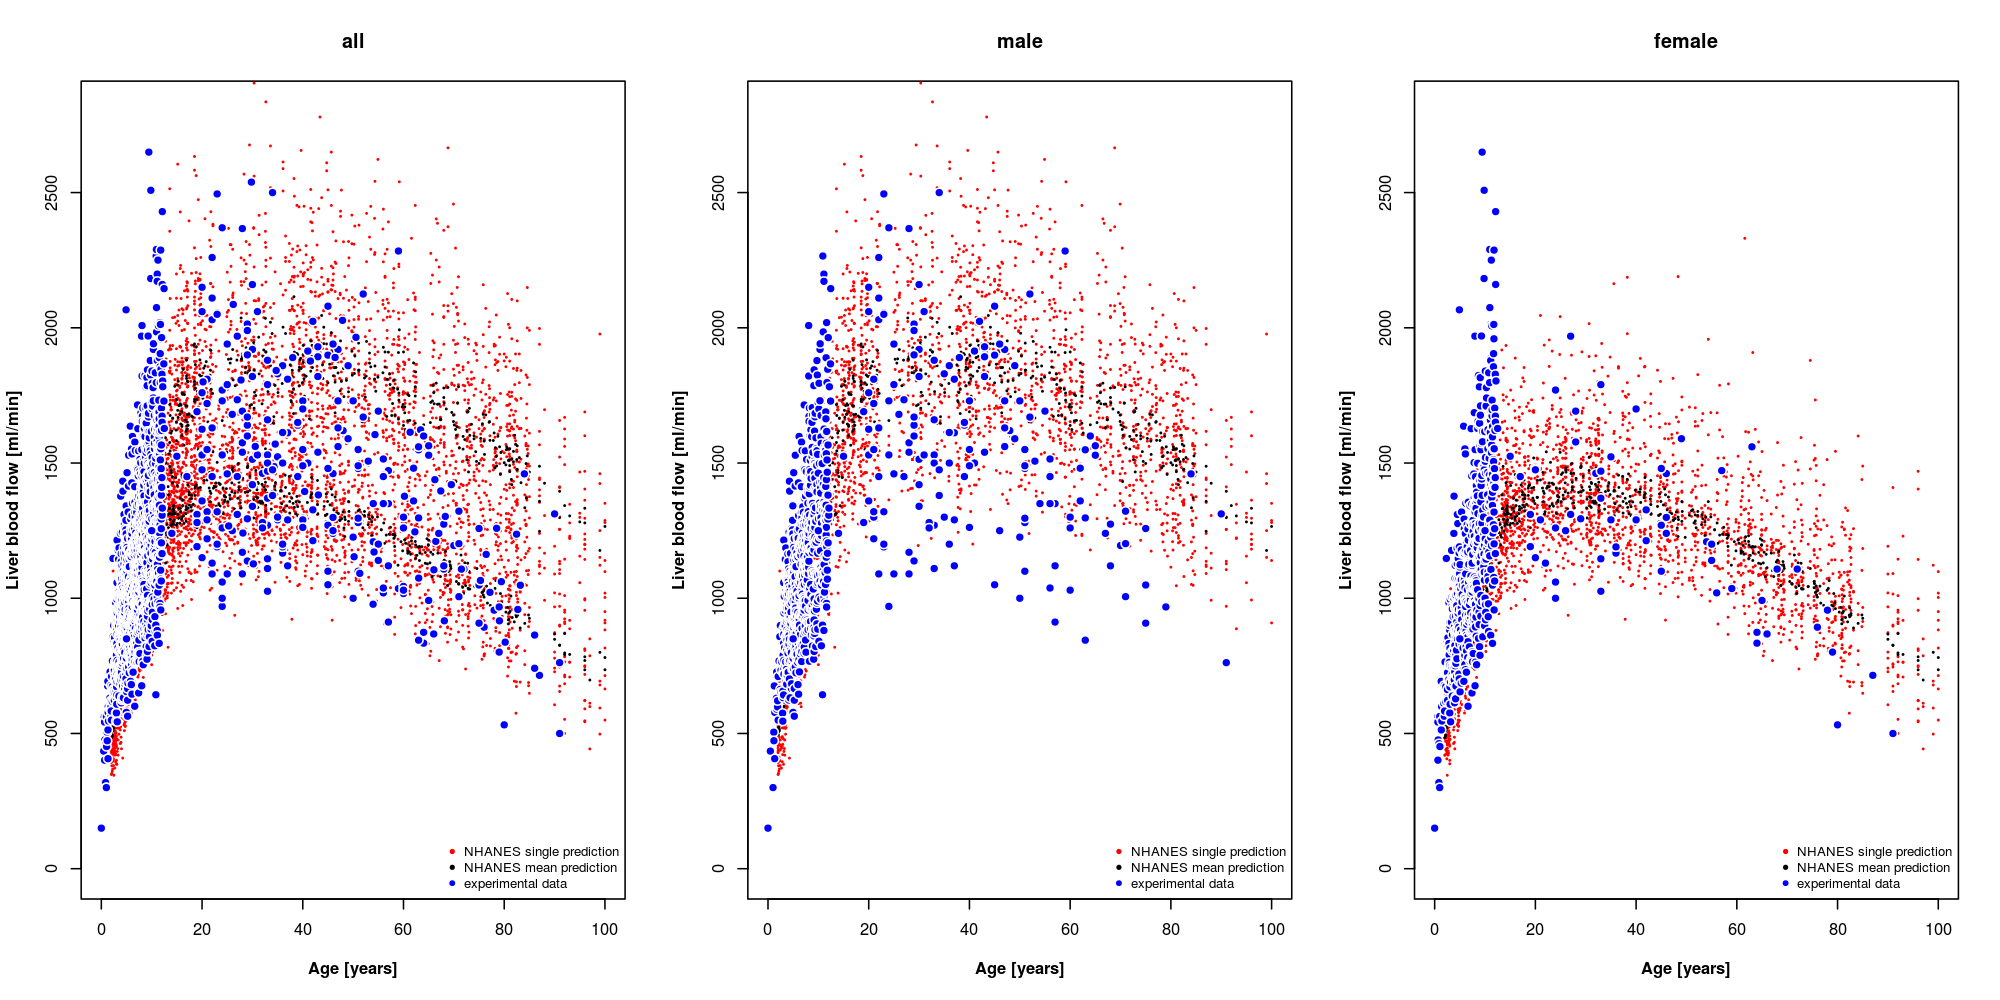 all
male
female
Liver blood flow [ml/min]
0
500
1000
1500
2000
2500
NHANES single prediction
NHANES mean prediction
experimental data
0
20
40
60
80
100
Age [years]
Liver blood flow [ml/min]
0
500
1000
1500
2000
2500
NHANES single prediction
NHANES mean prediction
experimental data
0
20
40
60
80
100
Age [years]
Liver blood flow [ml/min]
0
500
1000
1500
2000
2500
NHANES single prediction
NHANES mean prediction
experimental data
0
20
40
60
80
100
Age [years]